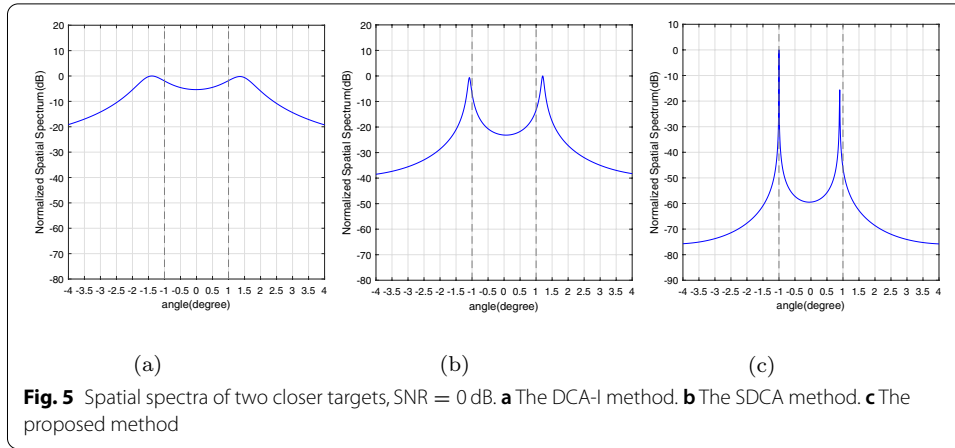 Normalized Spatial Spectrum(dB)
20
10
0
-10
-20
-30
-40
-50
-60
-70
80
-4 -3.5 -3 -2.5 -2 -1.5 -1 -0.5 0 0.5 1 1.5 2 2.5 3 3.5 4
angle(degree)
(a)
Normalized Spatial Spectrum(dB)
20
10
0
-10
-20
-30
-40
-50
-60
-70
-80
-4 -3.5 -3 -2.5 -2 -1.5 -1 -0.5 0 0.5 1 1.5 2 2.5 3 3.5 4
angle(degree)
(b)
Normalized Spatial Spectrum(dB)
10
0
-10
-20
-30
-40
-50
-60
-70
-80
-90
-4 -3.5 -3 -2.5 -2 -1.5 -1 -0.5 0 0.5 1 1.5 2 2.5 3 3.5 4
angle(degree)
(c)
Fig. 5 Spatial spectra of two closer targets, SNR = 0 dB. a The DCA-I method. b The SDCA method. c The
proposed method